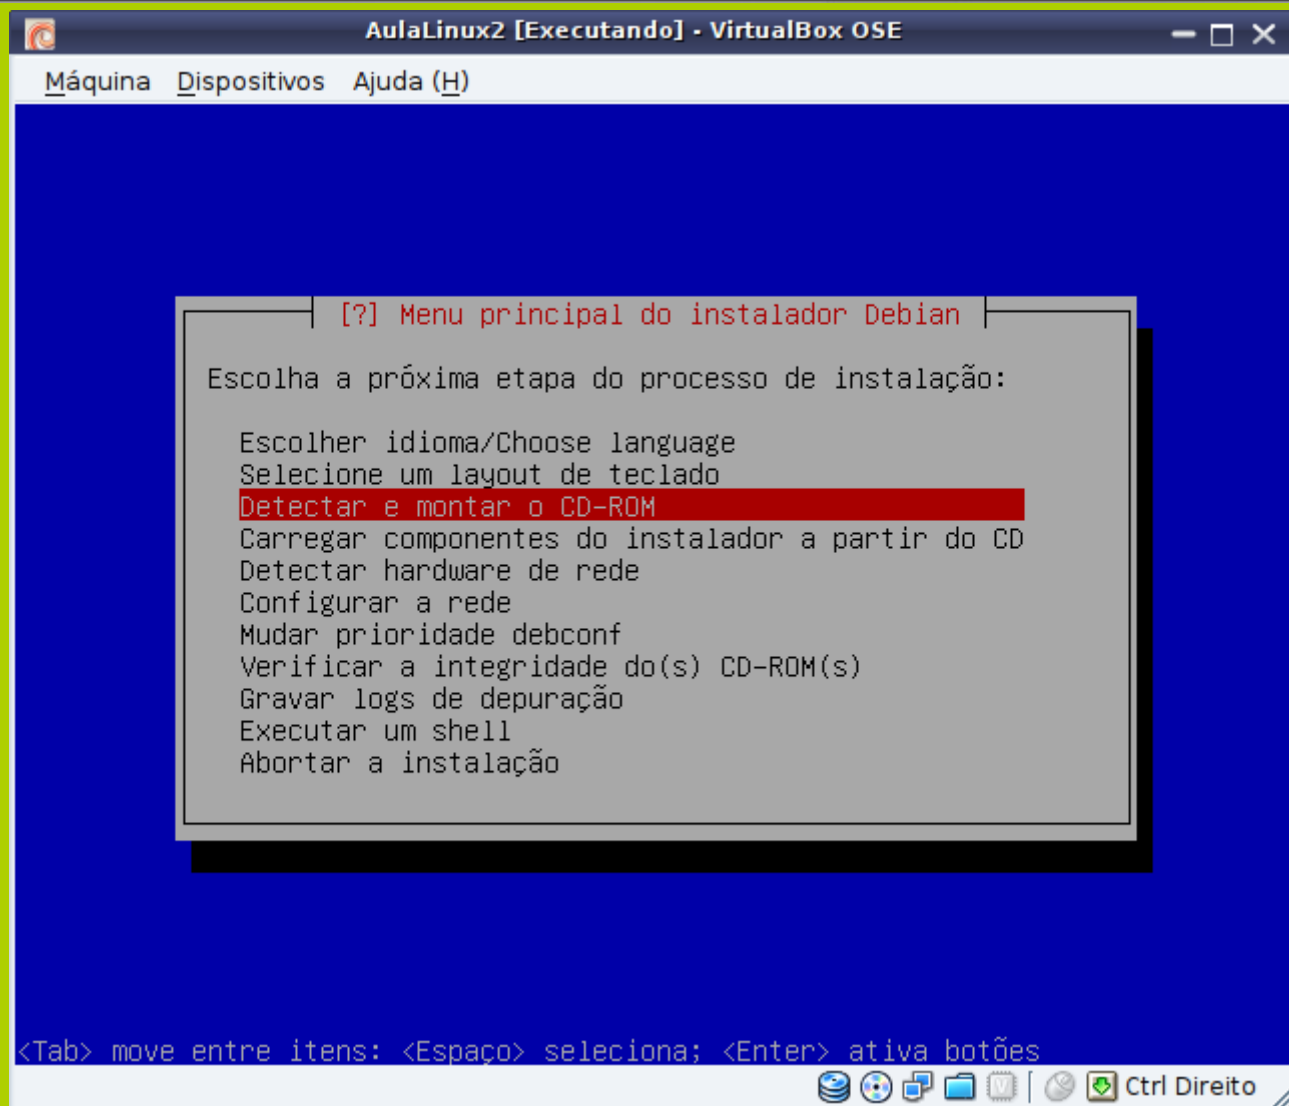 AulaLinux2 [Executando] - VirtualBox OSE
Máquina Dispositivos Ajuda (H)
[?] Menu principal do instalador Debian
Escolha a próxima etapa do processo de instalação:
Escolher idioma/Choose language
Selecione um layout de teclado
Detectar e montar o CD-ROM
Carregar componentes do instalador a partir do CD
Detectar hardware de rede
Configurar a rede
Mudar prioridade debconf
Verificar a integridade do(s) CD-ROM(s)
Gravar logs de depuração
Executar um shell
Abortar a instalação
<Tab> move entre itens: <Espaço> seleciona; <Enter> ativa botões
Ctrl Direito